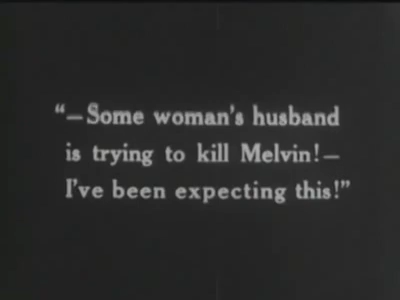 “—Some woman's husband
is trying to kill Melvin!—
I've been expecting this!”